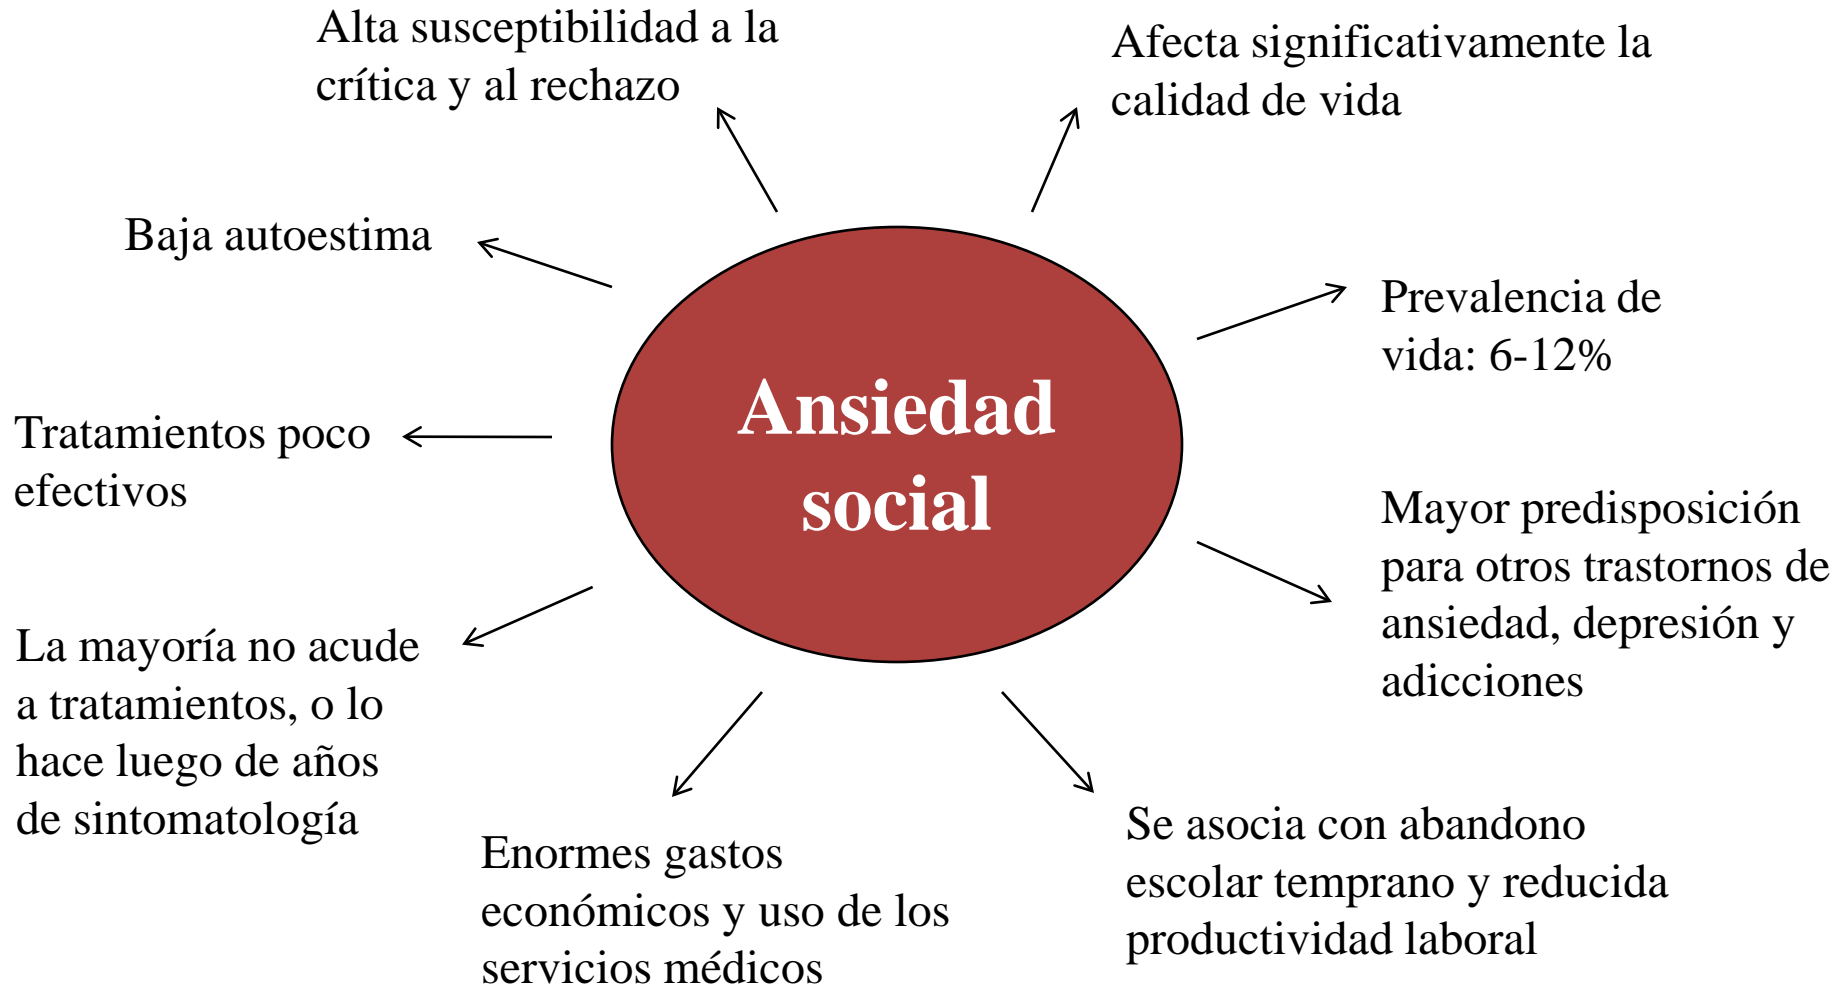 Alta susceptibilidad a la
crítica y al rechazo
Afecta significativamente la
calidad de vida
Baja autoestima
Prevalencia de
vida: 6-12%
Ansiedad
social
Tratamientos poco
efectivos
Mayor predisposición
para otros trastornos de
ansiedad, depresión y
adicciones
La mayoría no acude
a tratamientos, o lo
hace luego de años
de sintomatología
Enormes gastos
económicos y uso de los
servicios médicos
Se asocia con abandono
escolar temprano y reducida
productividad laboral